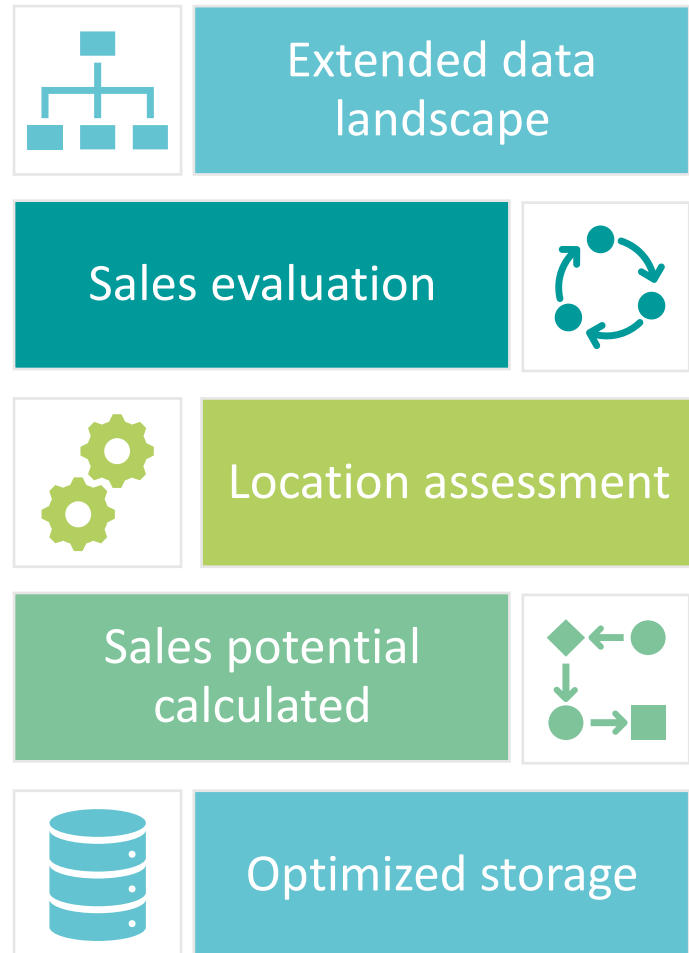 Extended data
landscape
Sales evaluation
Location assessment
Sales potential
calculated
Optimized storage